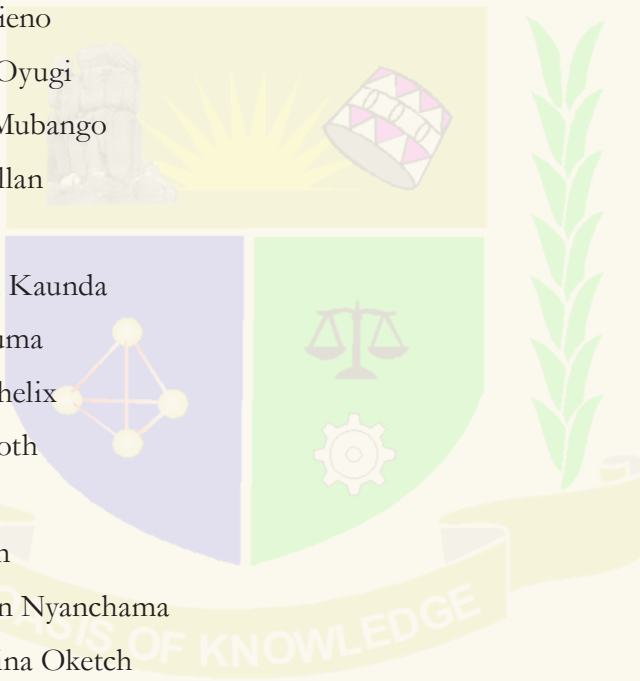 ieno
Oyugi
Mubango
llan
Kaunda
uma
helix
oth
n
n Nyanchama
OASIS OF KNOWLEDGE
ina Oketch